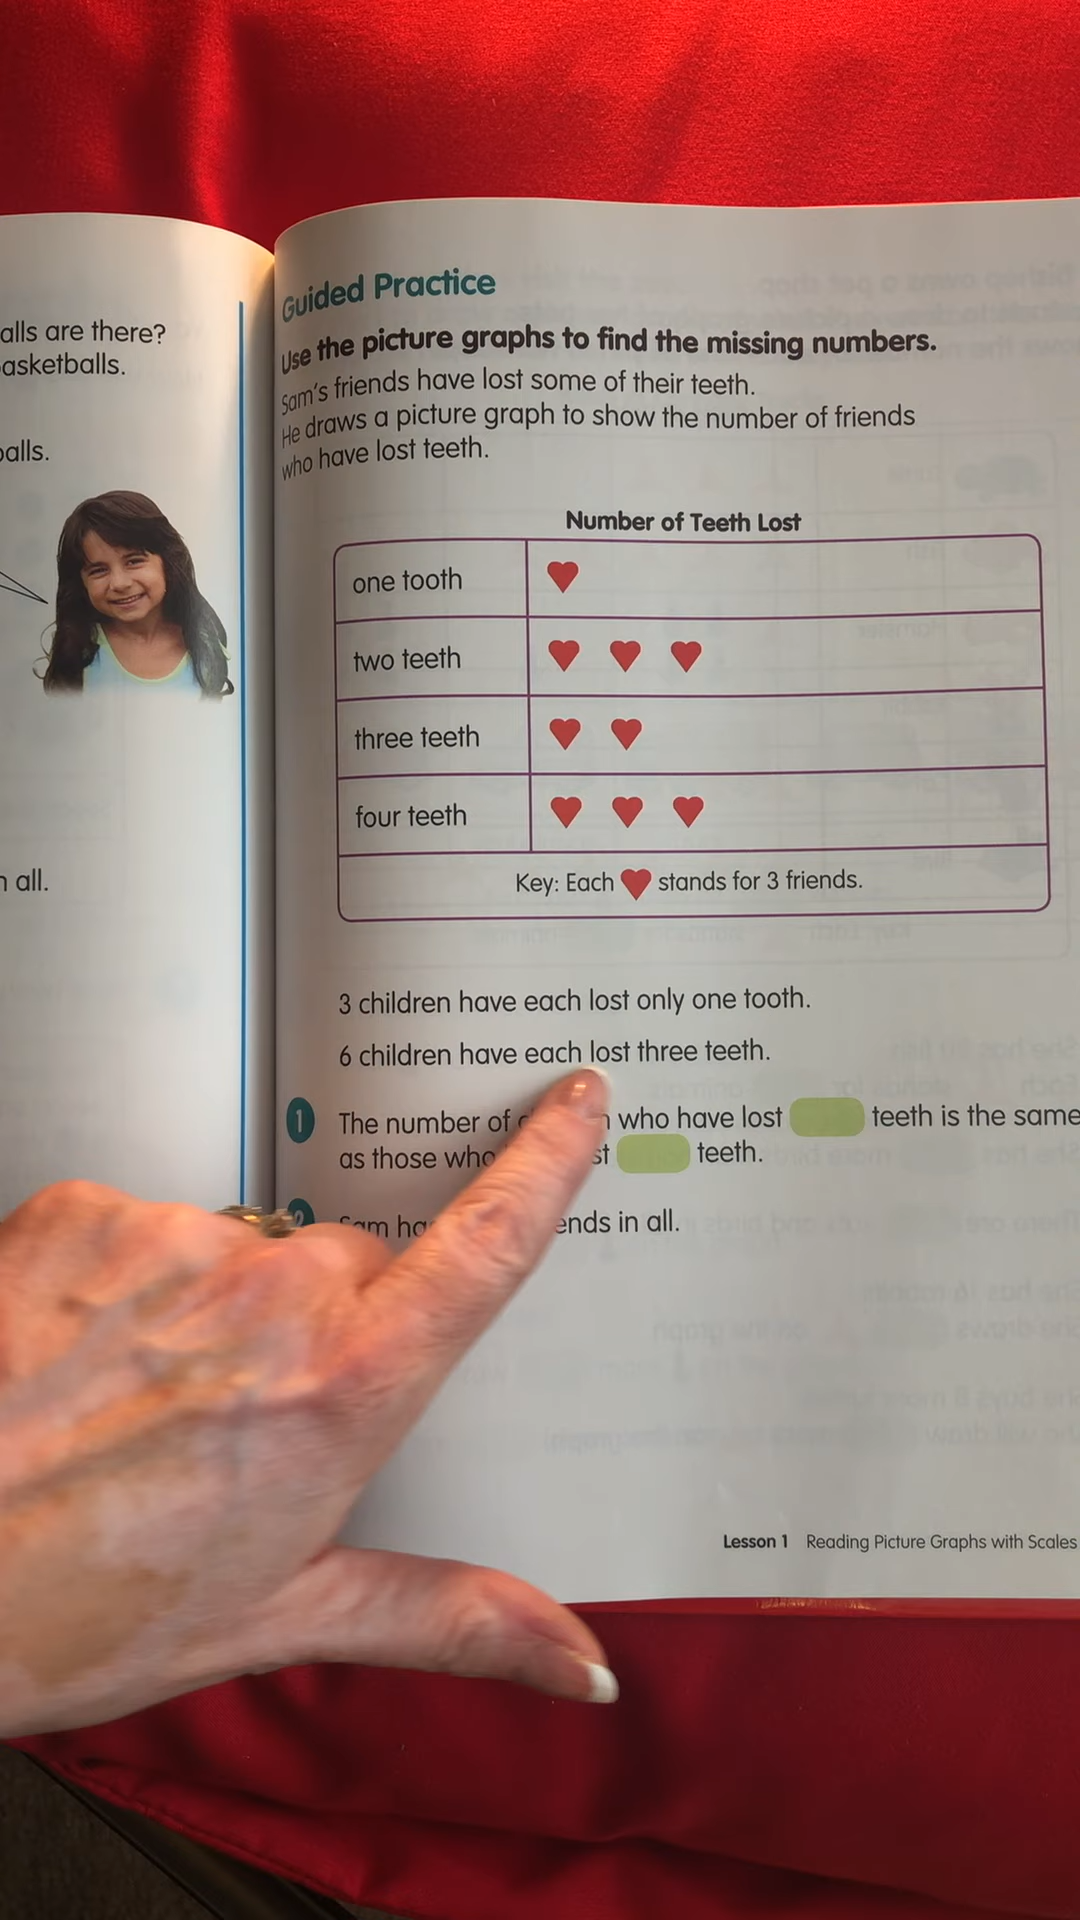 alls are there?
asketballs.
alls.
all.
Guided Practice
Use the picture graphs to find the missing numbers.
Sam's friends have lost some of their teeth.
He draws a picture graph to show the number of friends
who have lost teeth.
Number of Teeth Lost
one tooth
two teeth
three teeth
four teeth
Key: Each stands for 3 friends.
3 children have each lost only one tooth.
6 children have each lost three teeth.
1 The number of who have lost teeth is the same
as those who teeth.
2 Sam in all.
Lesson 1 Reading Picture Graphs with Scales